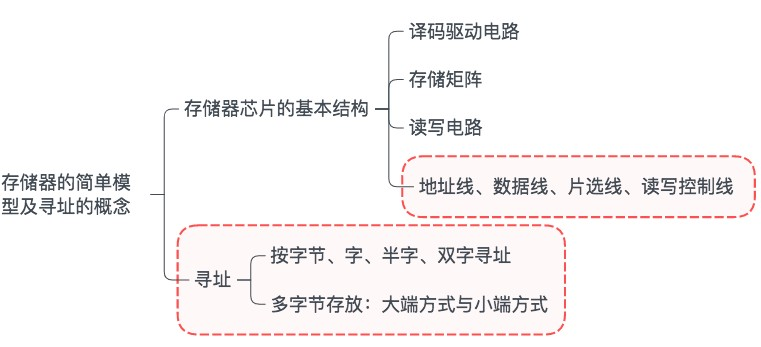 译码驱动电路
存储矩阵
存储器芯片的基本结构
读写电路
地址线、数据线、片选线、读写控制线
存储器的简单模
型及寻址的概念
按字节、字、半字、双字寻址
寻址
多字节存放：大端方式与小端方式